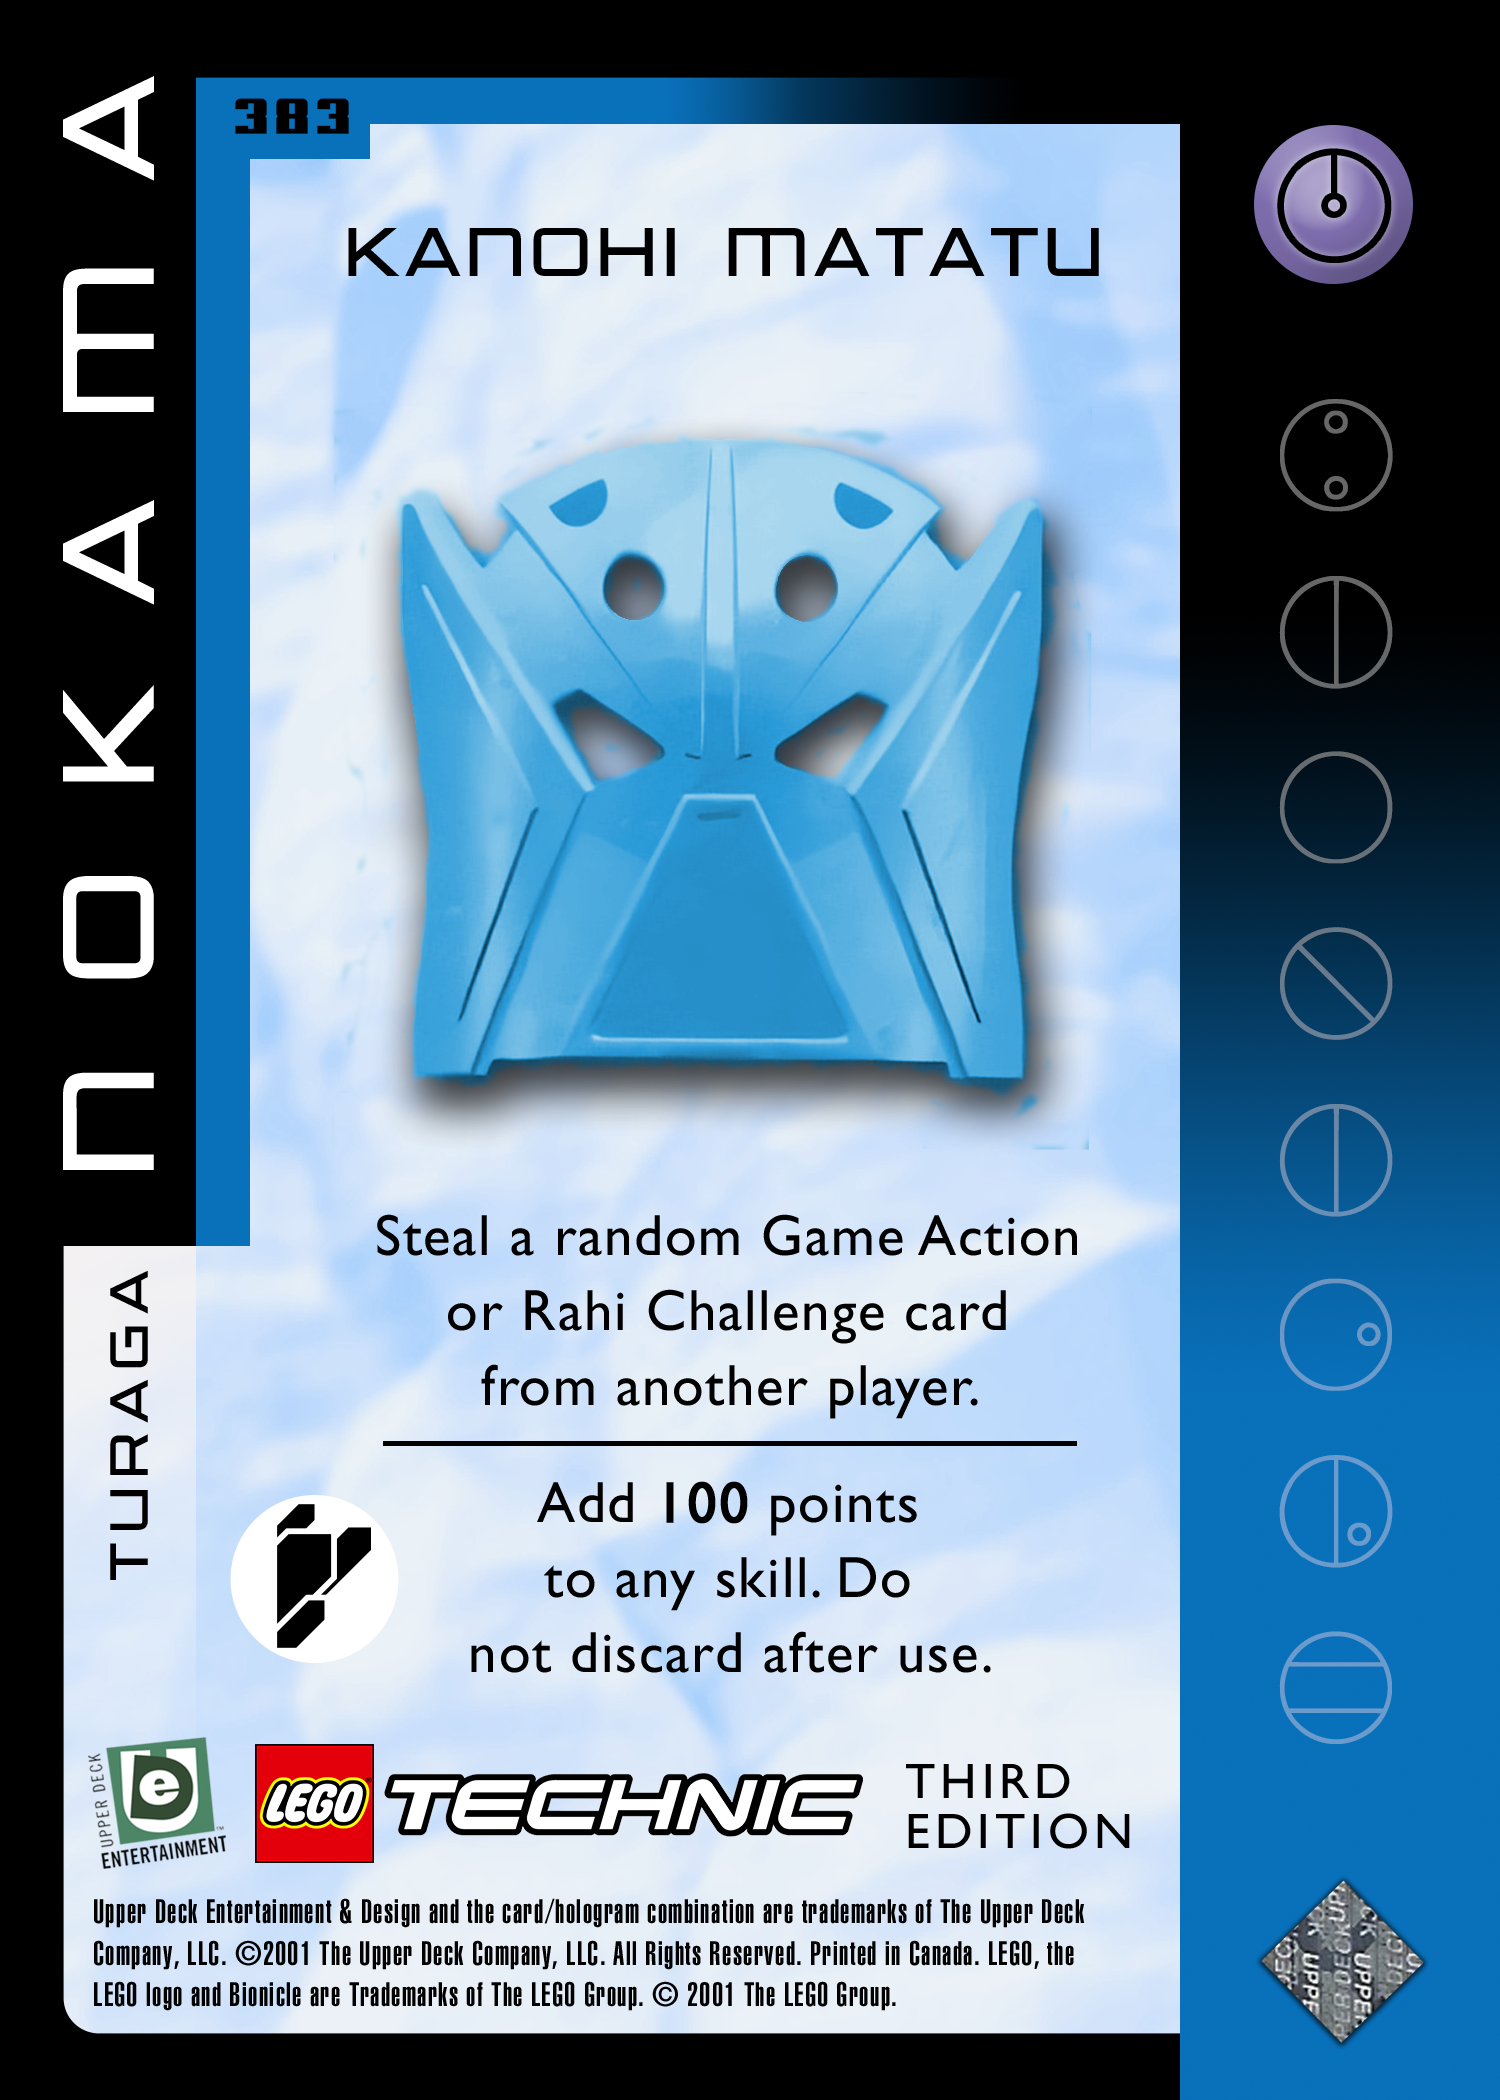 383
NOKAMA
TURAGA
KANOHI MATATU
Steal a random Game Action
or Rahi Challenge card
from another player.
Add 100 points
to any skill. Do
not discard after use.
UPPER DECK
e
ENTERTAINMENT™
LEGO TECHNIC
THIRD
EDITION
Upper Deck Entertainment & Design and the card/hologram combination are trademarks of The Upper Deck
Company, LLC. ©2001 The Upper Deck Company, LLC. All Rights Reserved. Printed in Canada. LEGO, the
LEGO logo and Bionicle are Trademarks of The LEGO Group. © 2001 The LEGO Group.